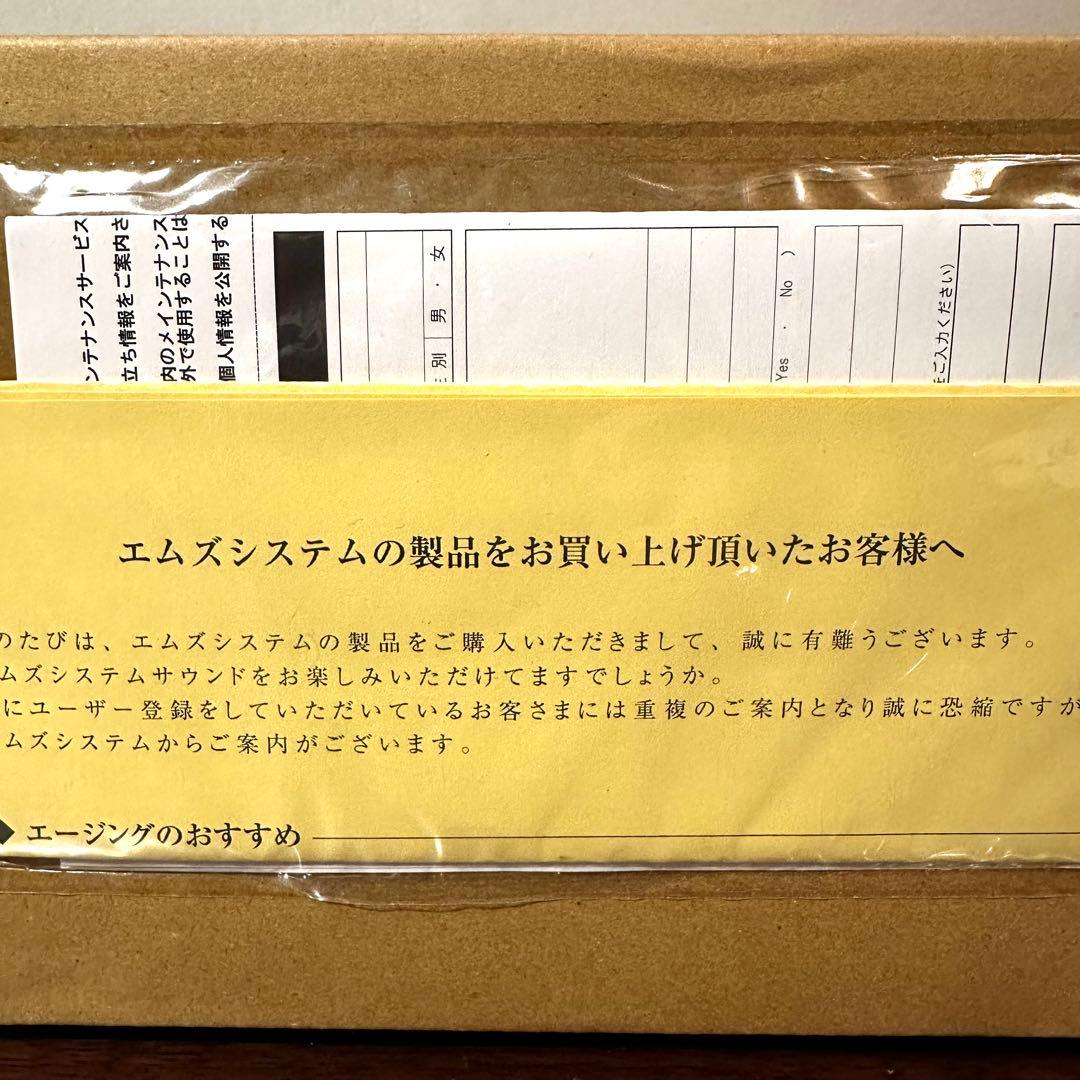 エムズシステムの製品をお買い上げ頂いたお客様へ
のたびは、エムズシステムの製品をご購入いただきまして、誠に有難うございます。
ムズシステムサウンドをお楽しみいただけてますでしょうか。
にユーザー登録をしていただいているお客さまには重複のご案内となり誠に恐縮ですが
ムズシステムからご案内がございます。
◆ エージングのおすすめ
ンテナンスサービス
立ち情報をご案内さ
内のメインテナンス
外で使用することは
個人情報を公開する
別 男 ・ 女
Yes ・ No )
ご入力ください)